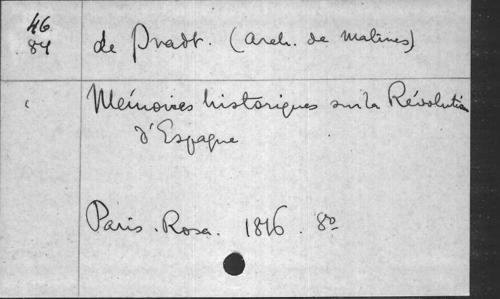 46
84
de Pradt. (arch. de Malines)
Mémoires historiques sur la Révolution
d'Espagne
Paris. Rosa. 1816. 8º